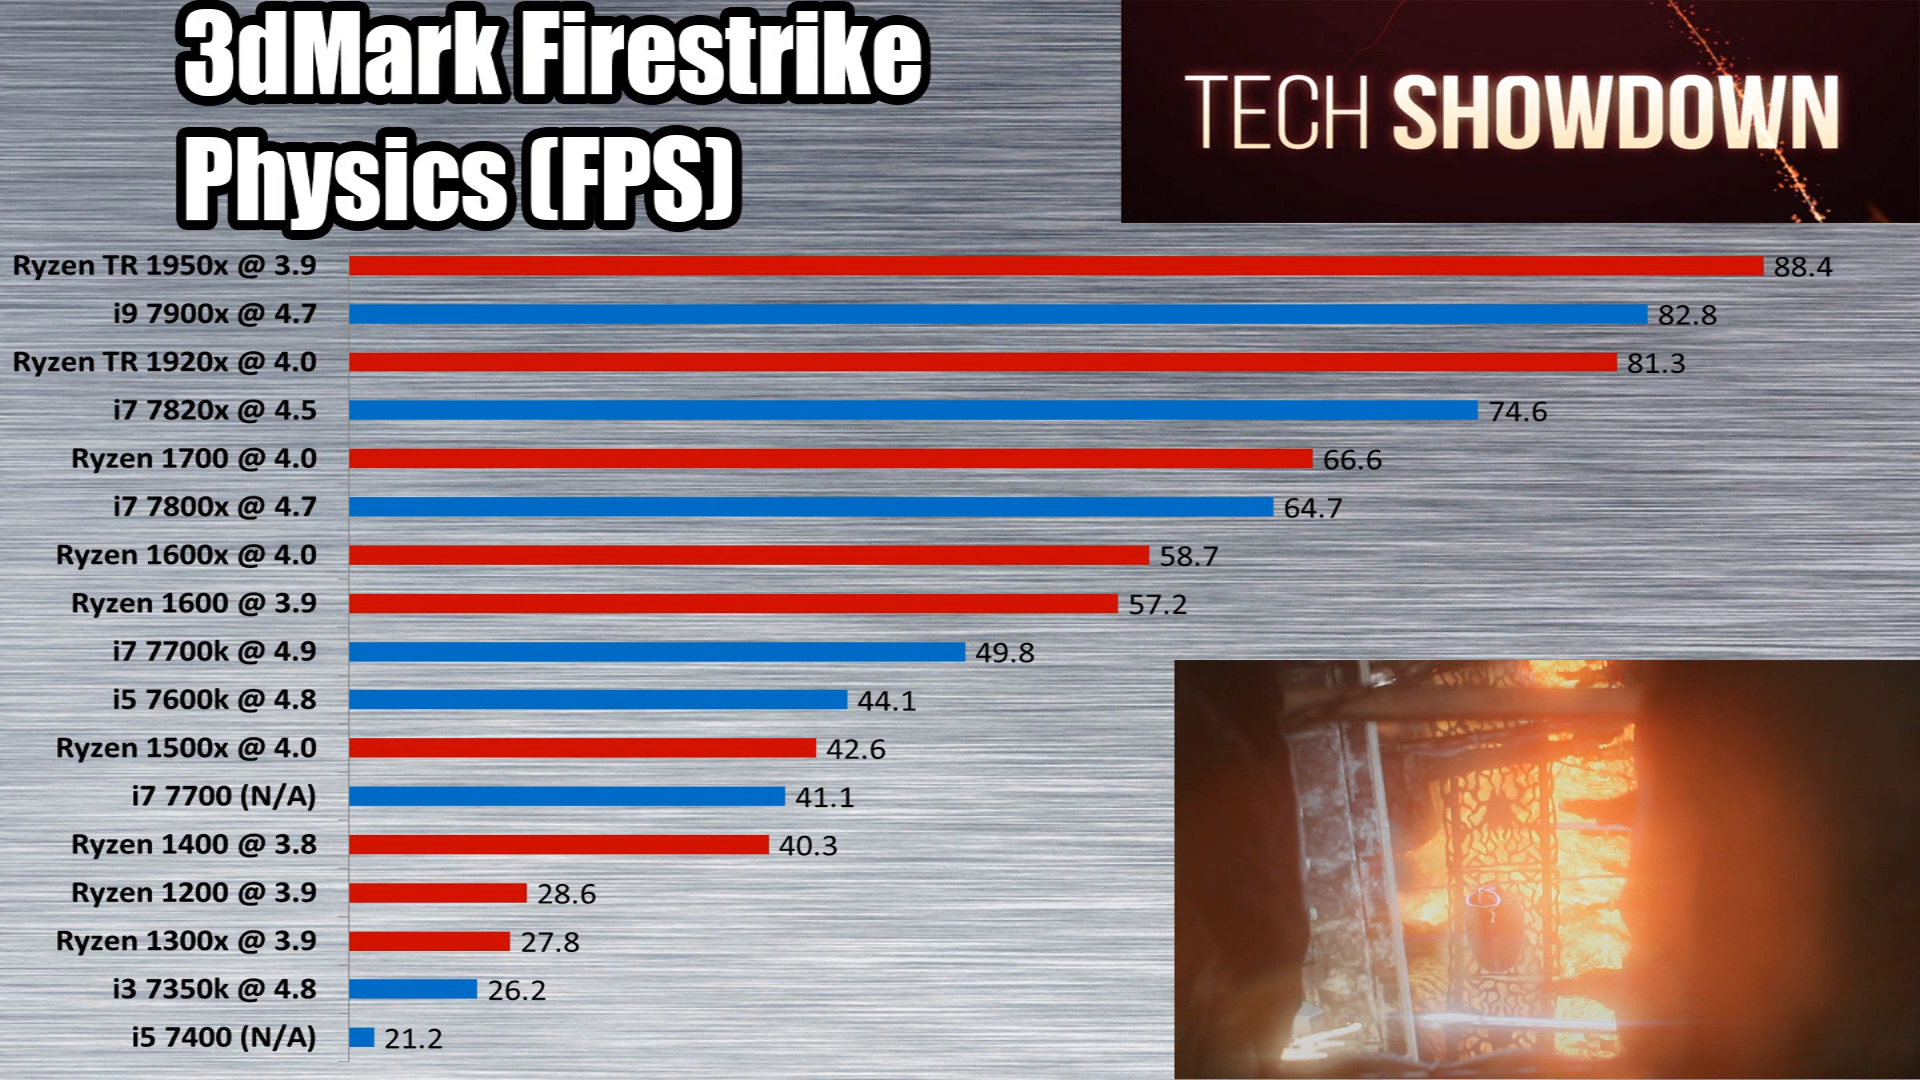 3dMark Firestrike
Physics (FPS)
TECH SHOWDOWN
Ryzen TR 1950x @ 3.9 88.4
i9 7900x @ 4.7 82.8
Ryzen TR 1920x @ 4.0 81.3
i7 7820x @ 4.5 74.6
Ryzen 1700 @ 4.0 66.6
i7 7800x @ 4.7 64.7
Ryzen 1600x @ 4.0 58.7
Ryzen 1600 @ 3.9 57.2
i7 7700k @ 4.9 49.8
i5 7600k @ 4.8 44.1
Ryzen 1500x @ 4.0 42.6
i7 7700 (N/A) 41.1
Ryzen 1400 @ 3.8 40.3
Ryzen 1200 @ 3.9 28.6
Ryzen 1300x @ 3.9 27.8
i3 7350k @ 4.8 26.2
i5 7400 (N/A) 21.2